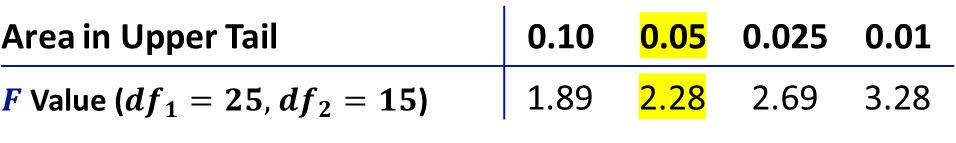 Area in Upper Tail 0.10 0.05 0.025 0.01
F Value (df₁ = 25, df₂ = 15) 1.89 2.28 2.69 3.28